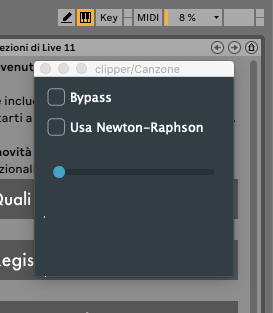 Key MIDI 8 %
ezioni di Live 11
clipper/Canzone
venut
Bypass
e inclu
Usa Newton-Raphson
tarti a
novità
zional
Quali
Regis